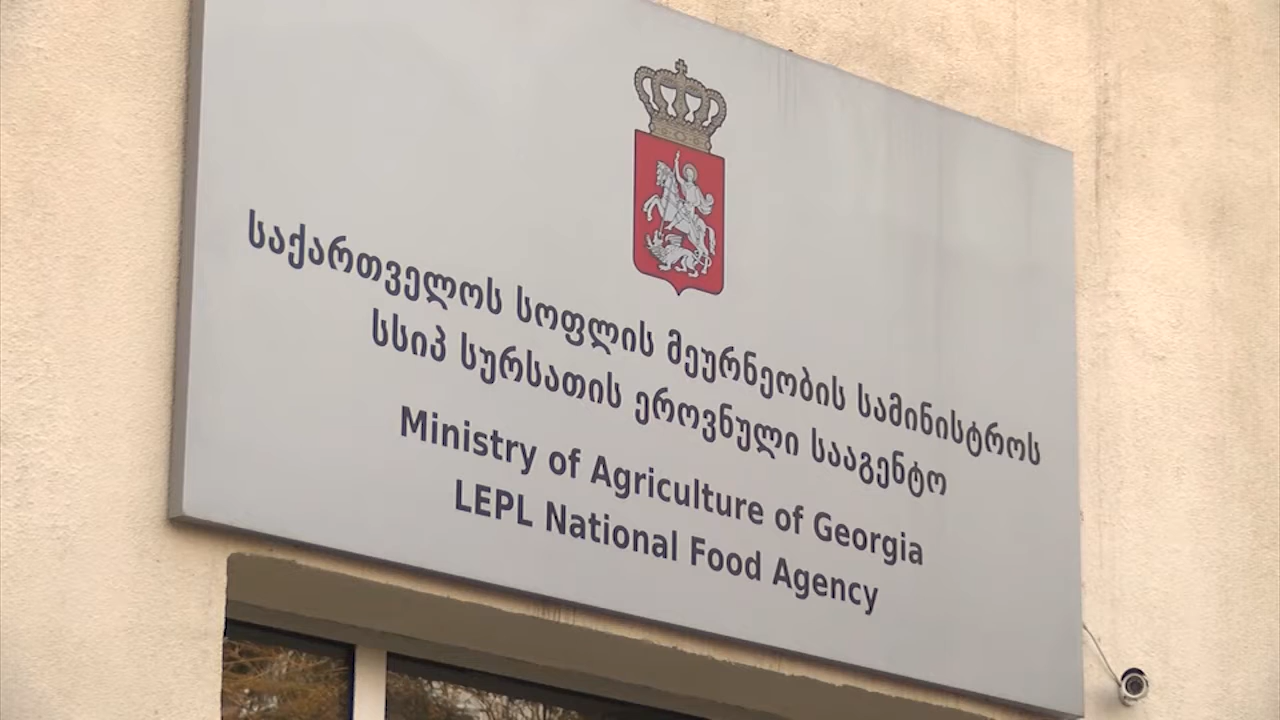 საქართველოს სოფლის მეურნეობის სამინისტროს
სსიპ სურსათის ეროვნული სააგენტო
Ministry of Agriculture of Georgia
LEPL National Food Agency